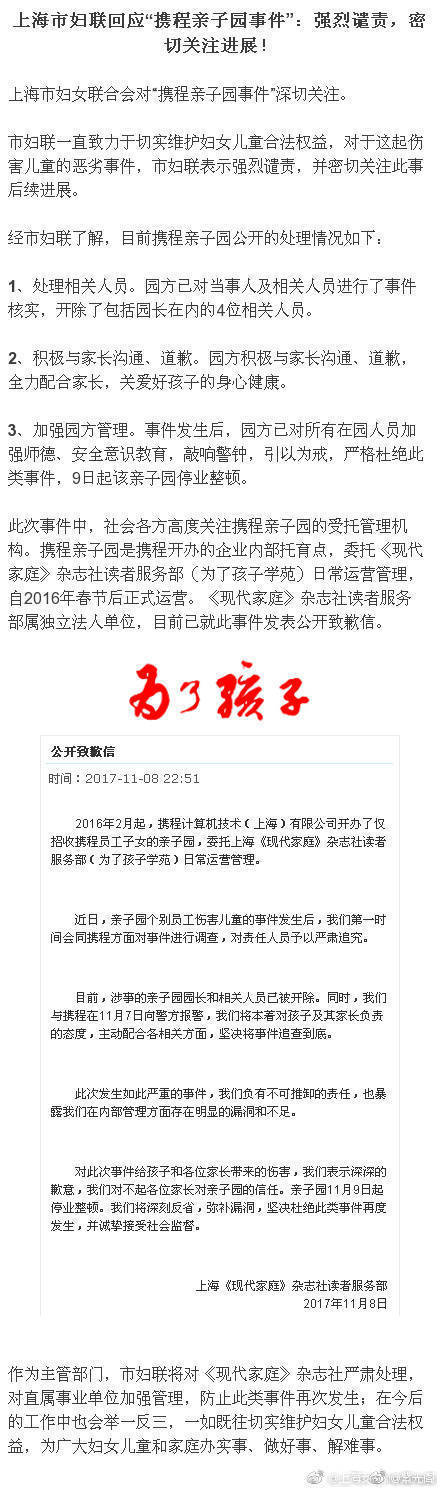 上海市妇联回应“携程亲子园事件”：强烈谴责，密
切关注进展！
上海市妇女联合会对“携程亲子园事件”深切关注。
市妇联一直致力于切实维护妇女儿童合法权益，对于这起伤
害儿童的恶劣事件，市妇联表示强烈谴责，并密切关注此事
后续进展。
经市妇联了解，目前携程亲子园公开的处理情况如下：
1、处理相关人员。园方已对当事人及相关人员进行了事件
核实，开除了包括园长在内的4位相关人员。
2、积极与家长沟通、道歉。园方积极与家长沟通、道歉，
全力配合家长，关爱好孩子的身心健康。
3、加强园方管理。事件发生后，园方已对所有在园人员加
强师德、安全意识教育，敲响警钟，引以为戒，严格杜绝此
类事件，9日起该亲子园停业整顿。
此次事件中，社会各方高度关注携程亲子园的受托管理机
构。携程亲子园是携程开办的企业内部托育点，委托《现代
家庭》杂志社读者服务部（为了孩子学苑）日常运营管理，
自2016年春节后正式运营。《现代家庭》杂志社读者服务
部属独立法人单位，目前已就此事件发表公开致歉信。
为了孩子
公开致歉信
时间：2017-11-08 22:51
2016年2月起，携程计算机技术（上海）有限公司开办了仅
招收携程员工子女的亲子园，委托上海《现代家庭》杂志社读者
服务部（为了孩子学苑）日常运营管理。
近日，亲子园个别员工伤害儿童的事件发生后，我们第一时
间会同携程方面对事件进行调查，对责任人员予以严肃追究。
目前，涉事的亲子园园长和相关人员已被开除。同时，我们
与携程在11月7日向警方报警，我们将本着对孩子及其家长负责
的态度，主动配合各相关方面，坚决将事件追查到底。
此次发生如此严重的事件，我们负有不可推卸的责任，也暴
露我们在内部管理方面存在明显的漏洞和不足。
对此次事件给孩子和各位家长带来的伤害，我们表示深深的
歉意，我们对不起各位家长对亲子园的信任。亲子园11月9日起
停业整顿。我们将深刻反省，弥补漏洞，坚决杜绝此类事件再度
发生，并诚挚接受社会监督。
上海《现代家庭》杂志社读者服务部
2017年11月8日
作为主管部门，市妇联将对《现代家庭》杂志社严肃处理，
对直属事业单位加强管理，防止此类事件再次发生；在今后
的工作中也会举一反三，一如既往切实维护妇女儿童合法权
益，为广大妇女儿童和家庭办实事、做好事、解难事。